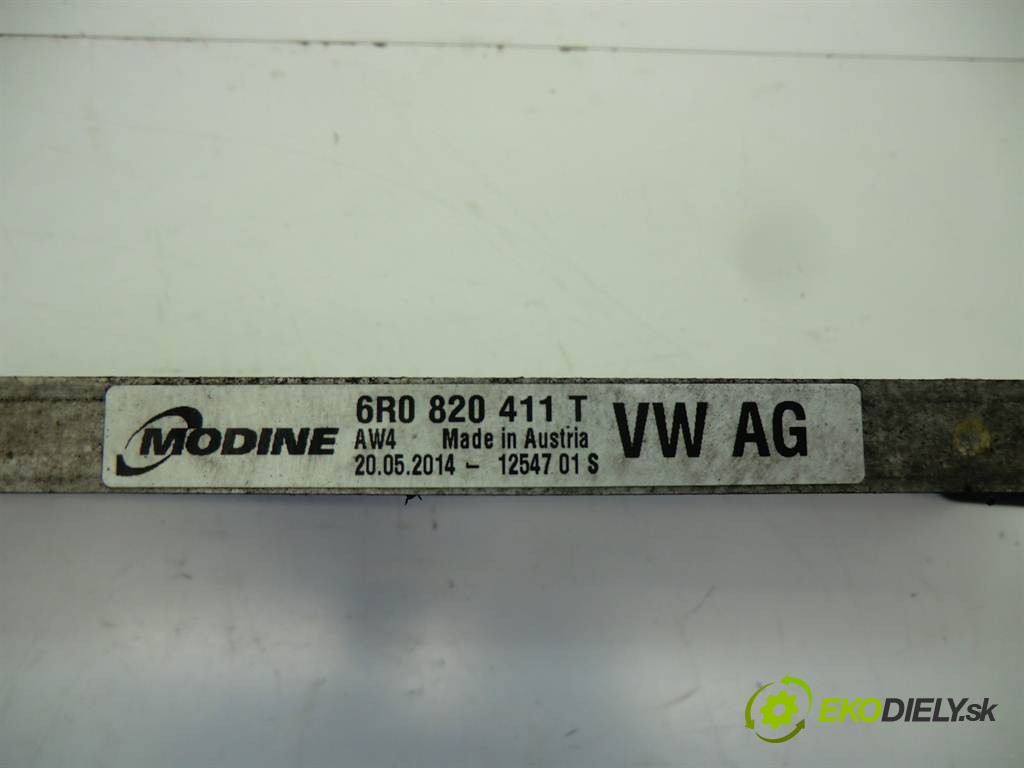 MODINE
6R0 820 411 T
AW4 Made in Austria
20.05.2014 – 12547 01 S
VW AG
EKODIELY.sk